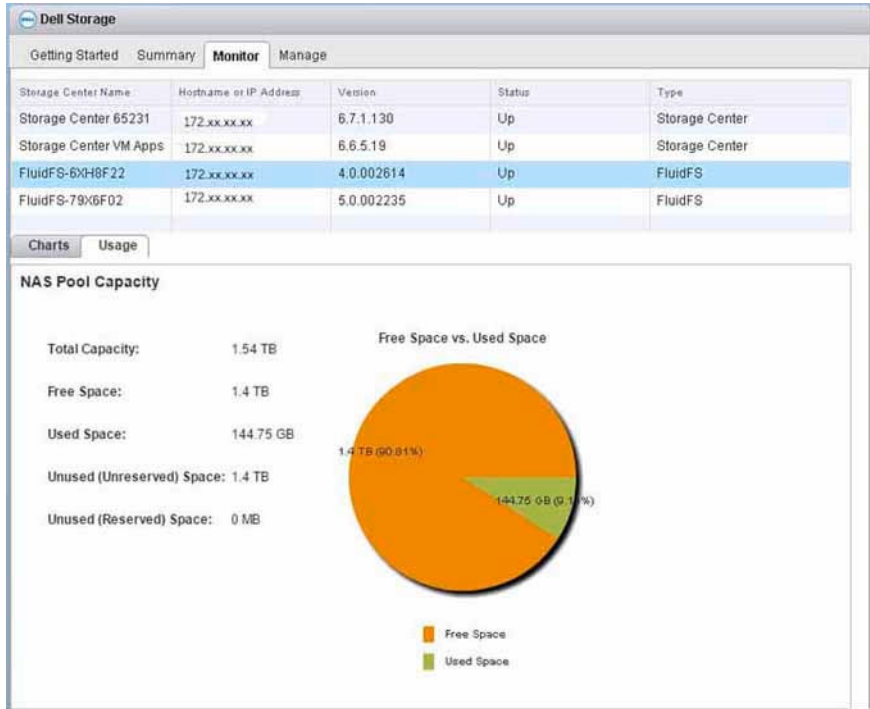 DELL Dell Storage
Getting Started Summary Monitor Manage
Storage Center Name Hostname or IP Address Version Status Type
Storage Center 65231 172.xx.xx.xx 6.7.1.130 Up Storage Center
Storage Center VM Apps 172.xx.xx.xx 6.6.5.19 Up Storage Center
FluidFS-6XH8F22 172.xx.xx.xx 4.0.002614 Up FluidFS
FluidFS-79X6F02 172.xx.xx.xx 5.0.002235 Up FluidFS
Charts Usage
NAS Pool Capacity
Free Space vs. Used Space
Total Capacity: 1.54 TB
Free Space: 1.4 TB
Used Space: 144.75 GB
Unused (Unreserved) Space: 1.4 TB
Unused (Reserved) Space: 0 MB
1.4 TB (90.81%)
144.75 GB
Free Space
Used Space